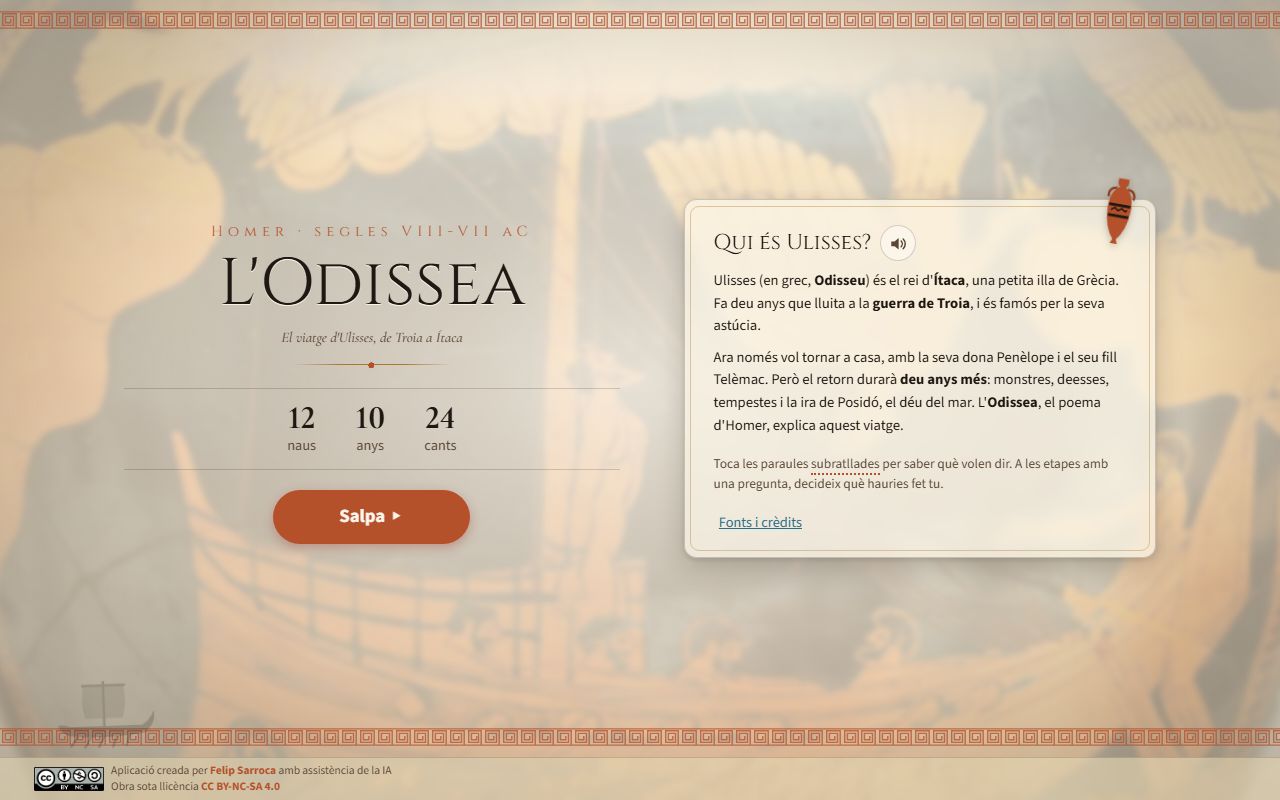 Homer · segles VIII-VII aC
L'Odissea
El viatge d'Ulisses, de Troia a Ítaca
12 10 24
naus anys cants
Salpa
Qui és Ulisses?
Ulisses (en grec, Odisseu) és el rei d'Ítaca, una petita illa de Grècia.
Fa deu anys que lluita a la guerra de Troia, i és famós per la seva
astúcia.
Ara només vol tornar a casa, amb la seva dona Penèlope i el seu fill
Telèmac. Però el retorn durarà deu anys més: monstres, deesses,
tempestes i la ira de Posidó, el déu del mar. L'Odissea, el poema
d'Homer, explica aquest viatge.
Toca les paraules subratllades per saber què volen dir. A les etapes amb
una pregunta, decideix què hauries fet tu.
Fonts i crèdits
cc BY NC SA
Aplicació creada per Felip Sarroca amb assistència de la IA
Obra sota llicència CC BY-NC-SA 4.0